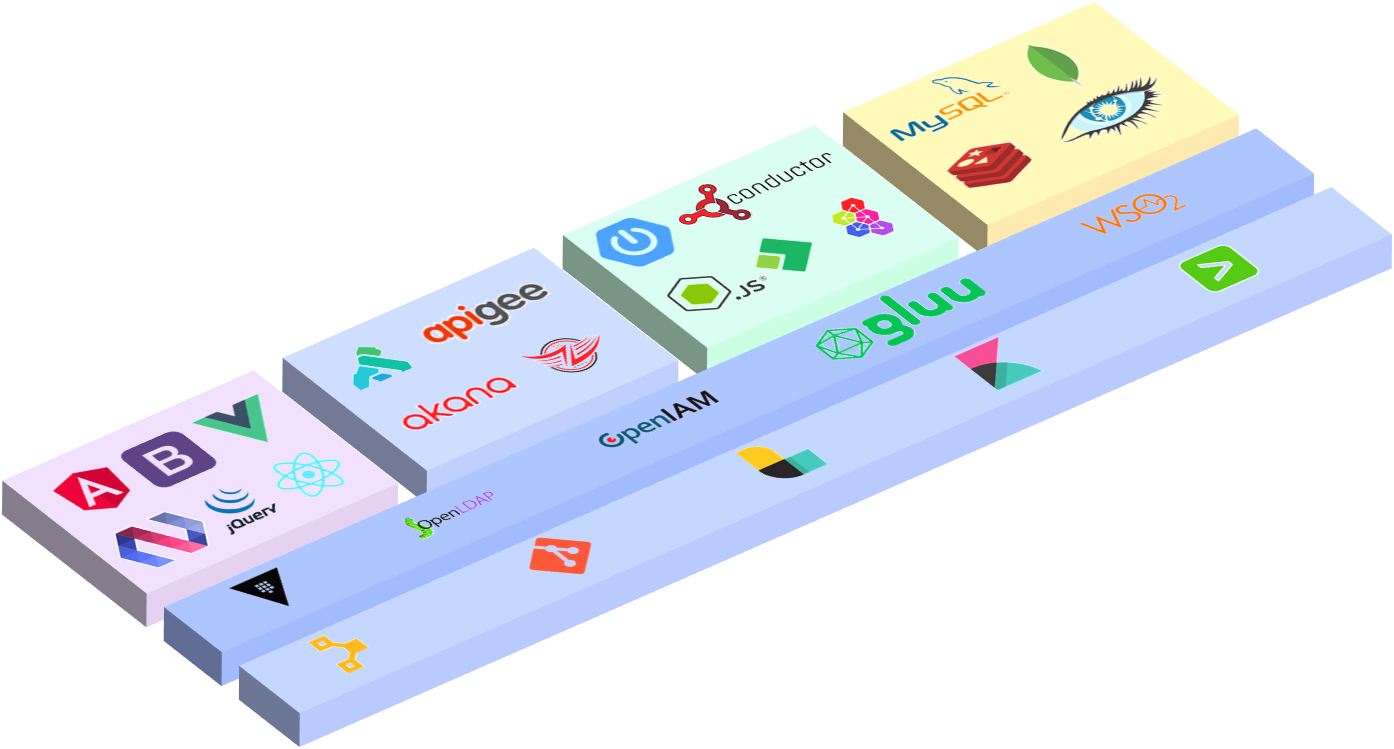 MySQL®
conductor
.JS®
apigee
akana
A
B
jQuery
WSO2
gluu
OpenIAM
OpenLDAP